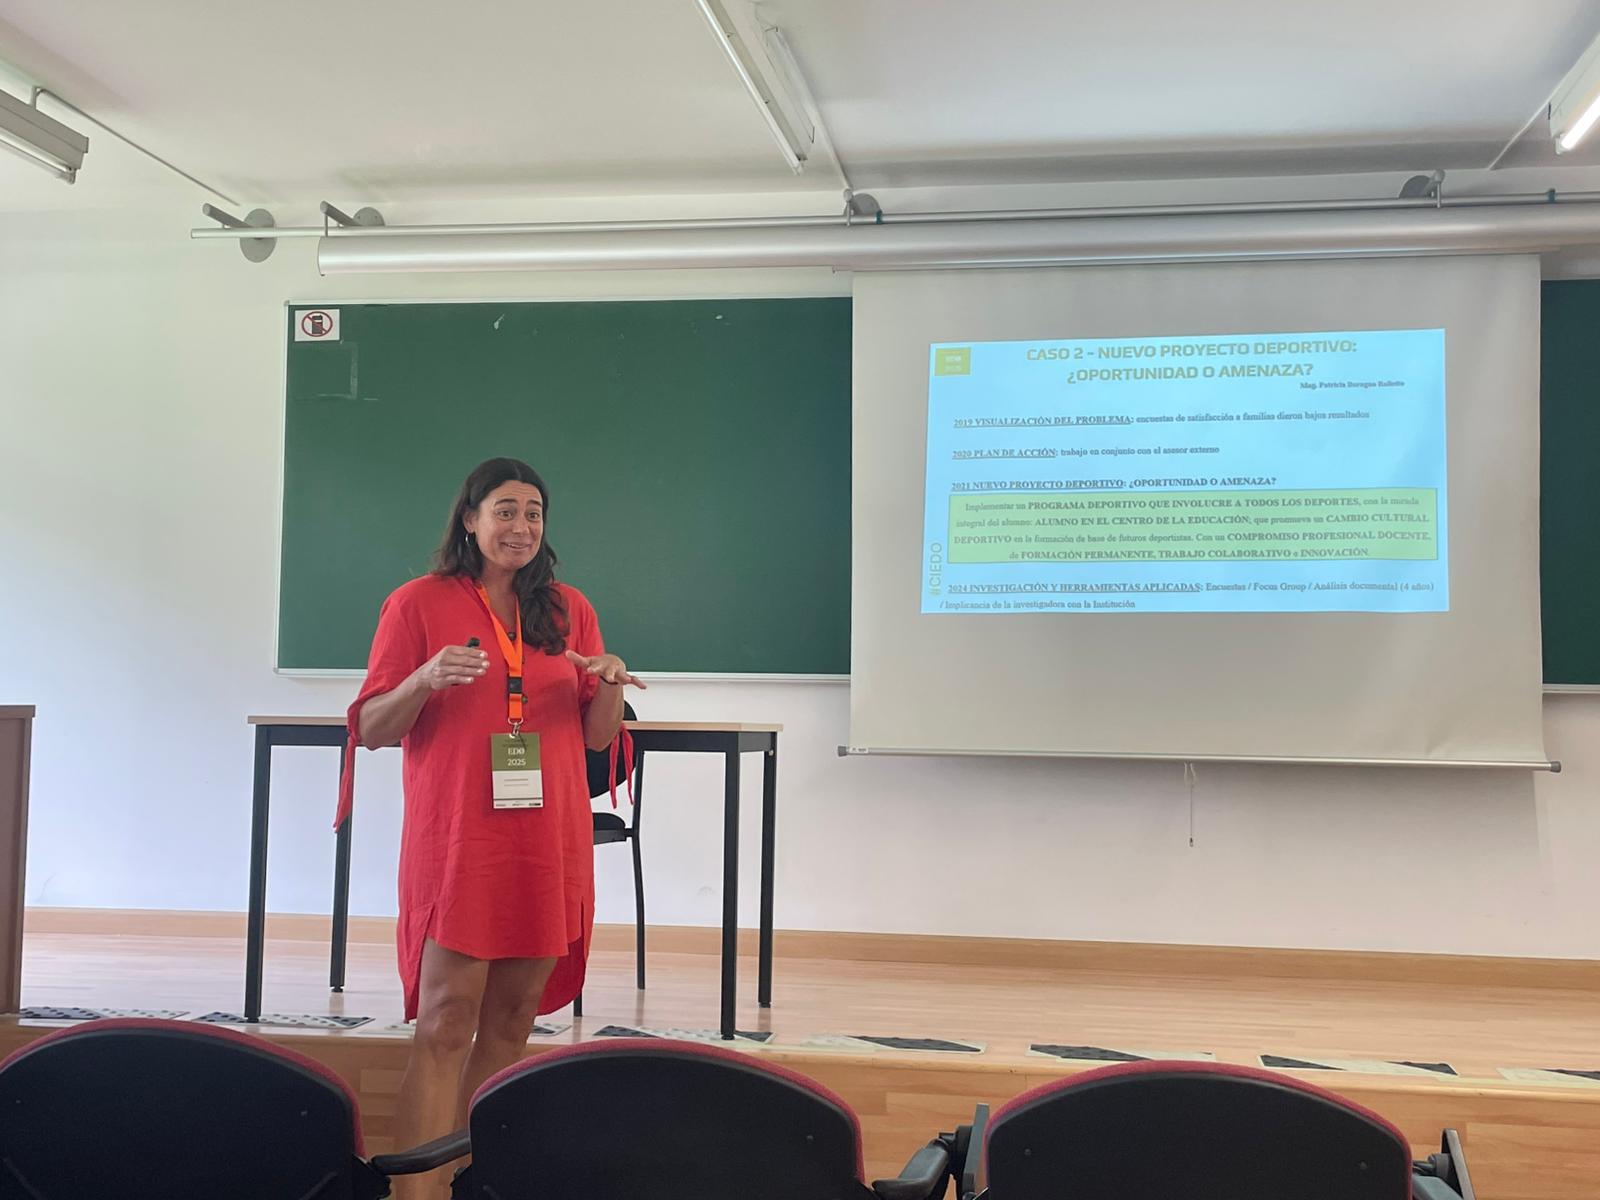 EDO
2025
CASO 2 - NUEVO PROYECTO DEPORTIVO:
¿OPORTUNIDAD O AMENAZA?
Mag. Patricia
2019 VISUALIZACIÓN DEL PROBLEMA: encuestas de satisfacción a familias dieron bajos resultados
2020 PLAN DE ACCIÓN: trabajo en conjunto con el asesor externo
2021 NUEVO PROYECTO DEPORTIVO: ¿OPORTUNIDAD O AMENAZA?
Implementar un PROGRAMA DEPORTIVO QUE INVOLUCRE A TODOS LOS DEPORTES, con la mirada
integral del alumno: ALUMNO EN EL CENTRO DE LA EDUCACIÓN; que promueva un CAMBIO CULTURAL
DEPORTIVO en la formación de base de futuros deportistas. Con un COMPROMISO PROFESIONAL DOCENTE,
de FORMACIÓN PERMANENTE, TRABAJO COLABORATIVO e INNOVACIÓN.
#CIEDO
2024 INVESTIGACIÓN Y HERRAMIENTAS APLICADAS: Encuestas / Focus Group / Análisis documental (4 años)
/ Implicancia de la investigadora con la Institución
EDO
2025